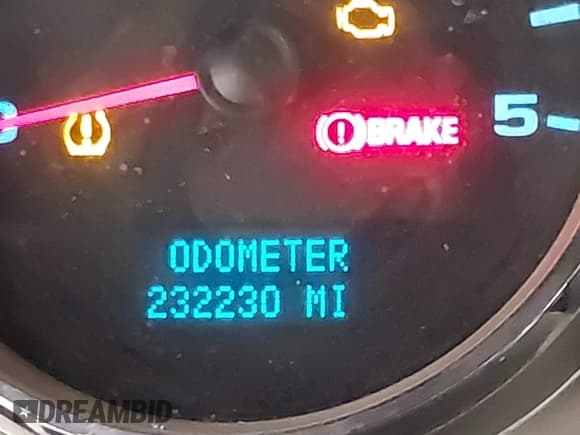 BRAKE
5
ODOMETER
232230 MI
DREAMBID